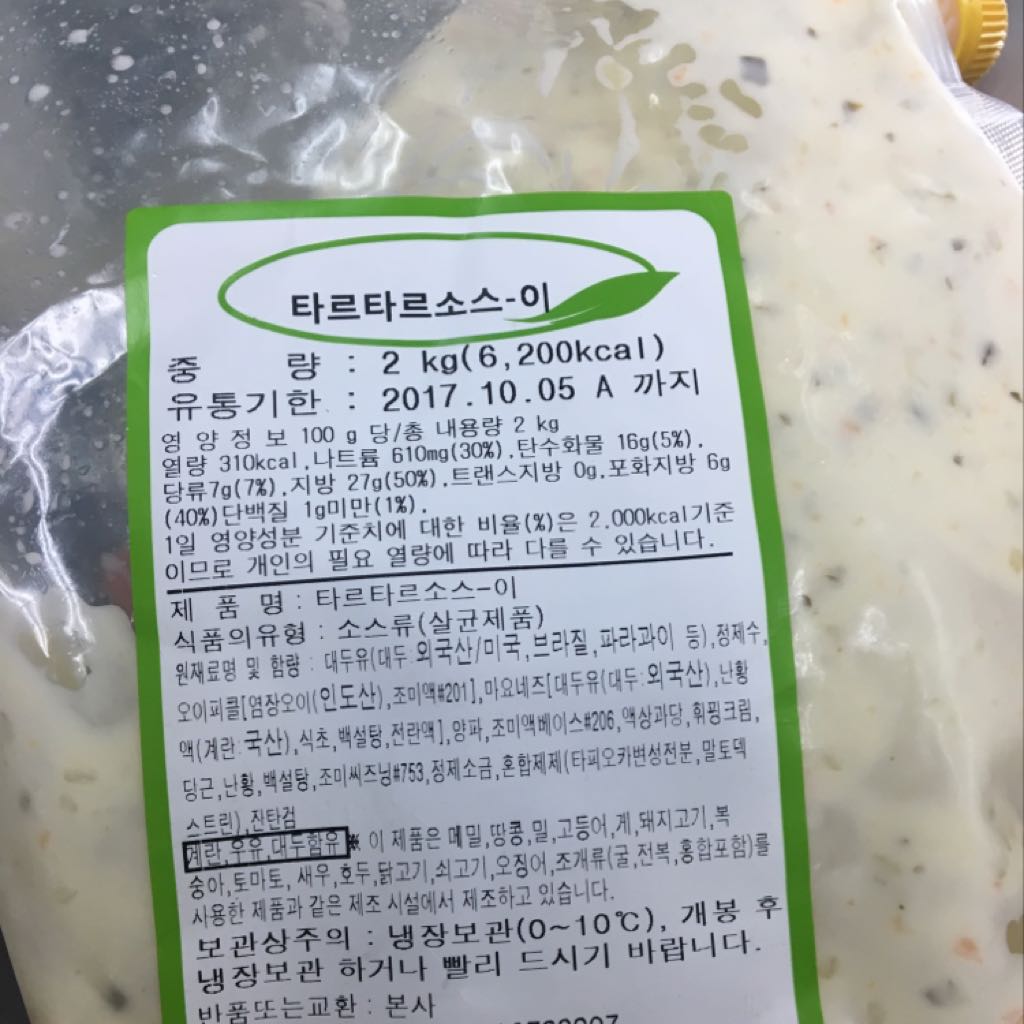 타르타르소스-이
중 량 : 2 kg(6,200kcal)
유통기한 : 2017.10.05 A 까지
영 양 정 보 100 g 당/총 내용량 2 kg
열량 310kcal,나트륨 610mg(30%),탄수화물 16g(5%),
당류7g(7%),지방 27g(50%),트랜스지방 0g,포화지방 6g
(40%)단백질 1g미만(1%).
1일 영양성분 기준치에 대한 비율(%)은 2,000kcal기준
이므로 개인의 필요 열량에 따라 다를 수 있습니다.
제 품 명 : 타르타르소스-이
식품의유형 : 소스류(살균제품)
원재료명 및 함량 : 대두유(대두:외국산/미국,브라질,파라과이 등),정제수,
오이피클[염장오이(인도산),조미액#201],마요네즈[대두유(대두:외국산),난황
액(계란:국산),식초,백설탕,전란액],양파,조미액베이스#206,액상과당,휘핑크림,
당근,난황,백설탕,조미씨즈닝#753,정제소금,혼합제제(타피오카변성전분,말토덱
스트린),잔탄검
계란,우유,대두함유 ※ 이 제품은 메밀,땅콩,밀,고등어,게,돼지고기,복
숭아,토마토, 새우,호두,닭고기,쇠고기,오징어,조개류(굴,전복,홍합포함)를
사용한 제품과 같은 제조 시설에서 제조하고 있습니다.
보관상주의 : 냉장보관(0~10℃), 개봉 후
냉장보관 하거나 빨리 드시기 바랍니다.
반품또는교환 : 본사